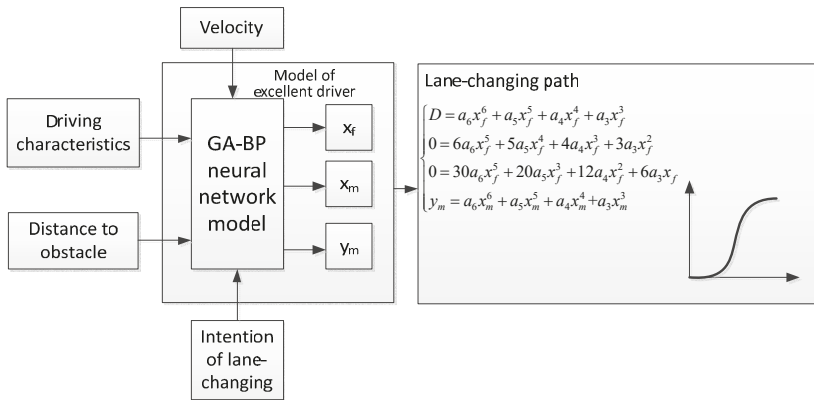 Velocity
Model of
excellent driver
Driving
characteristics
Distance to
obstacle
GA-BP
neural
network
model
x_f
x_m
y_m
Intention
of lane-
changing
Lane-changing path
D = a_6x_f^6 + a_5x_f^5 + a_4x_f^4 + a_3x_f^3
0 = 6a_6x_f^5 + 5a_5x_f^4 + 4a_4x_f^3 + 3a_3x_f^2
0 = 30a_6x_f^5 + 20a_5x_f^3 + 12a_4x_f^2 + 6a_3x_f
y_m = a_6x_m^6 + a_5x_m^5 + a_4x_m^4 + a_3x_m^3